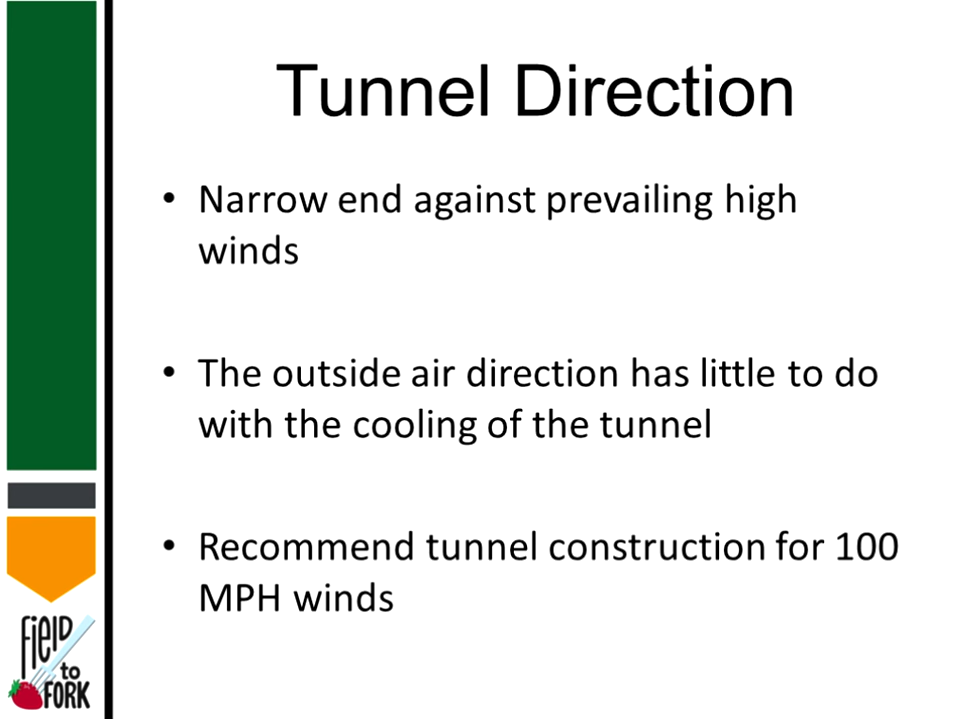 Tunnel Direction
• Narrow end against prevailing high
winds
• The outside air direction has little to do
with the cooling of the tunnel
• Recommend tunnel construction for 100
MPH winds
FiElD
to
FORK